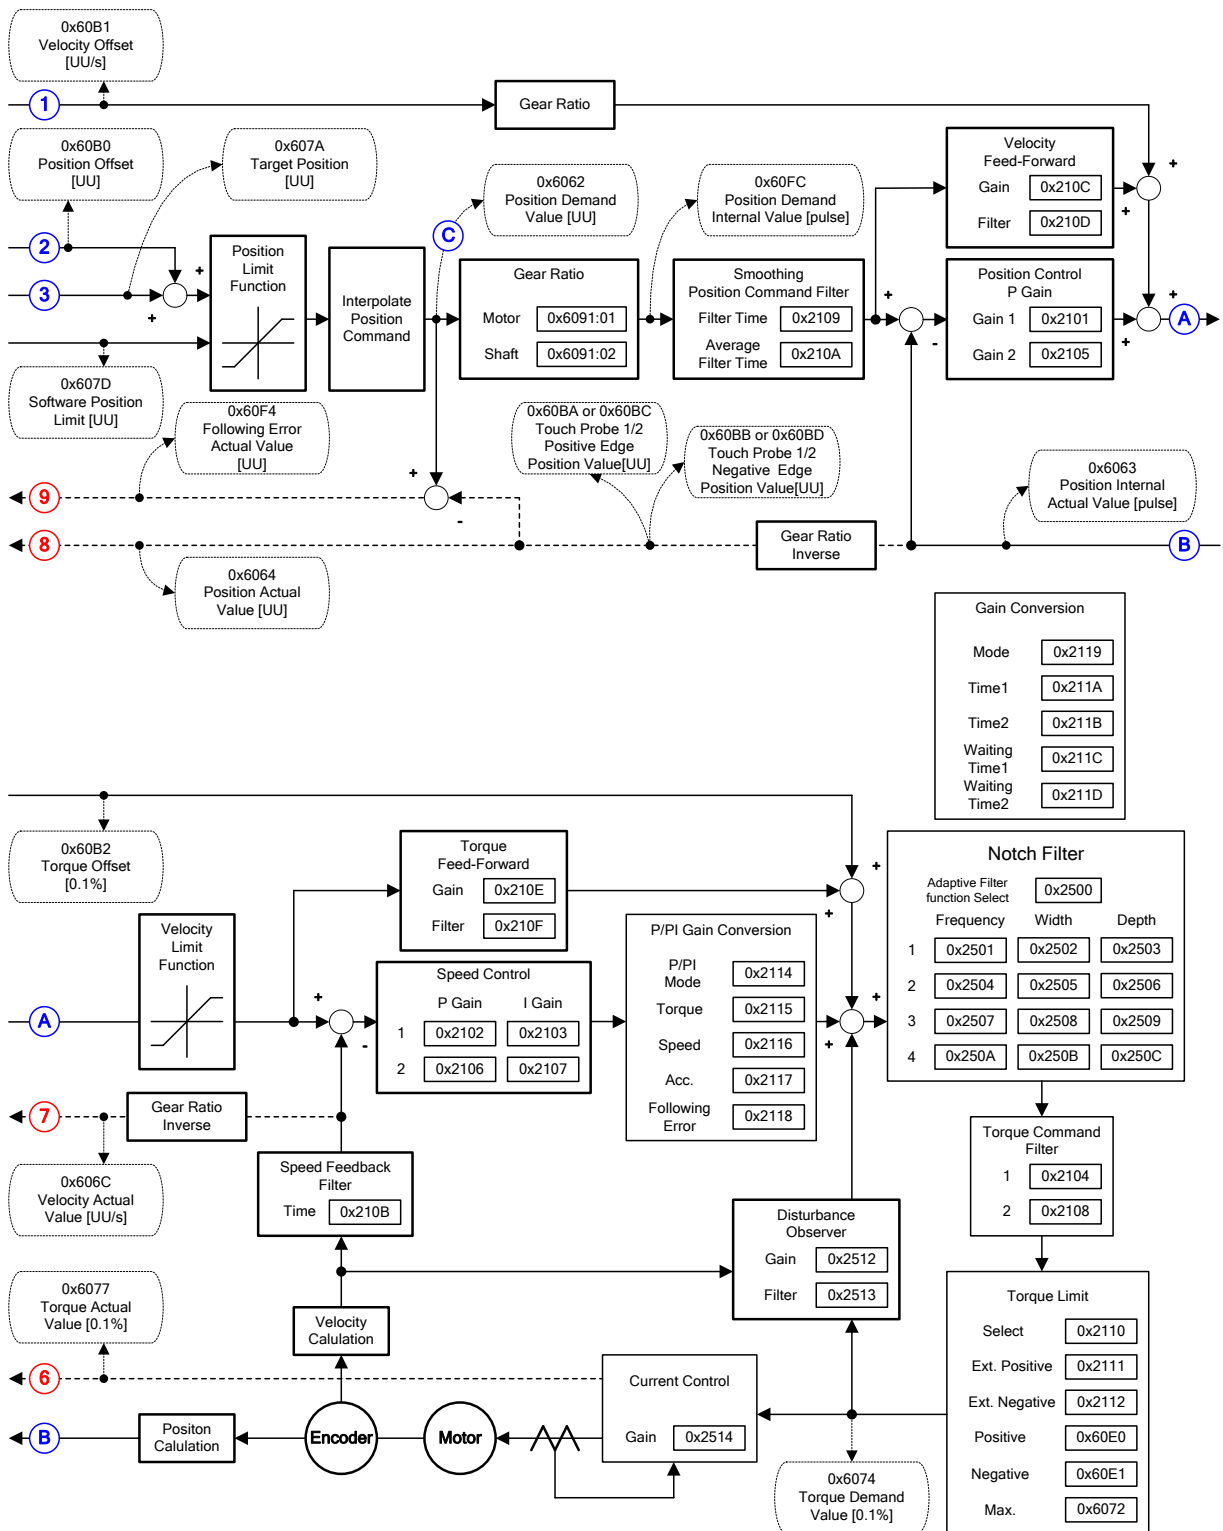 0x60B1
Velocity Offset
[UU/s]
1
Gear Ratio
0x60B0
Position Offset
[UU]
0x607A
Target Position
[UU]
0x6062
Position Demand
Value [UU]
0x60FC
Position Demand
Internal Value [pulse]
Velocity
Feed-Forward
Gain 0x210C
Filter 0x210D
+
+
2
3
+
+
C
Position
Limit
Function
Interpolate
Position
Command
Gear Ratio
Motor 0x6091:01
Shaft 0x6091:02
Smoothing
Position Command Filter
Filter Time 0x2109
Average
Filter Time 0x210A
+
-
Position Control
P Gain
Gain 1 0x2101
Gain 2 0x2105
+
+
A
0x607D
Software Position
Limit [UU]
0x60F4
Following Error
Actual Value
[UU]
0x60BA or 0x60BC
Touch Probe 1/2
Positive Edge
Position Value[UU]
0x60BB or 0x60BD
Touch Probe 1/2
Negative Edge
Position Value[UU]
0x6063
Position Internal
Actual Value [pulse]
9
+
-
8
Gear Ratio
Inverse
B
0x6064
Position Actual
Value [UU]
Gain Conversion
Mode 0x2119
Time1 0x211A
Time2 0x211B
Waiting
Time1 0x211C
Waiting
Time2 0x211D
0x60B2
Torque Offset
[0.1%]
Torque
Feed-Forward
Gain 0x210E
Filter 0x210F
+
+
Notch Filter
Adaptive Filter
function Select 0x2500
Frequency Width Depth
1 0x2501 0x2502 0x2503
2 0x2504 0x2505 0x2506
3 0x2507 0x2508 0x2509
4 0x250A 0x250B 0x250C
A
Velocity
Limit
Function
+
-
Speed Control
P Gain I Gain
1 0x2102 0x2103
2 0x2106 0x2107
P/PI Gain Conversion
P/PI
Mode 0x2114
Torque 0x2115
Speed 0x2116
Acc. 0x2117
Following
Error 0x2118
+
+
7
Gear Ratio
Inverse
0x606C
Velocity Actual
Value [UU/s]
Speed Feedback
Filter
Time 0x210B
Torque Command
Filter
1 0x2104
2 0x2108
Disturbance
Observer
Gain 0x2512
Filter 0x2513
0x6077
Torque Actual
Value [0.1%]
Velocity
Calulation
Torque Limit
Select 0x2110
Ext. Positive 0x2111
Ext. Negative 0x2112
Positive 0x60E0
Negative 0x60E1
Max. 0x6072
6
Current Control
Gain 0x2514
B
Positon
Calulation
Encoder
Motor
0x6074
Torque Demand
Value [0.1%]